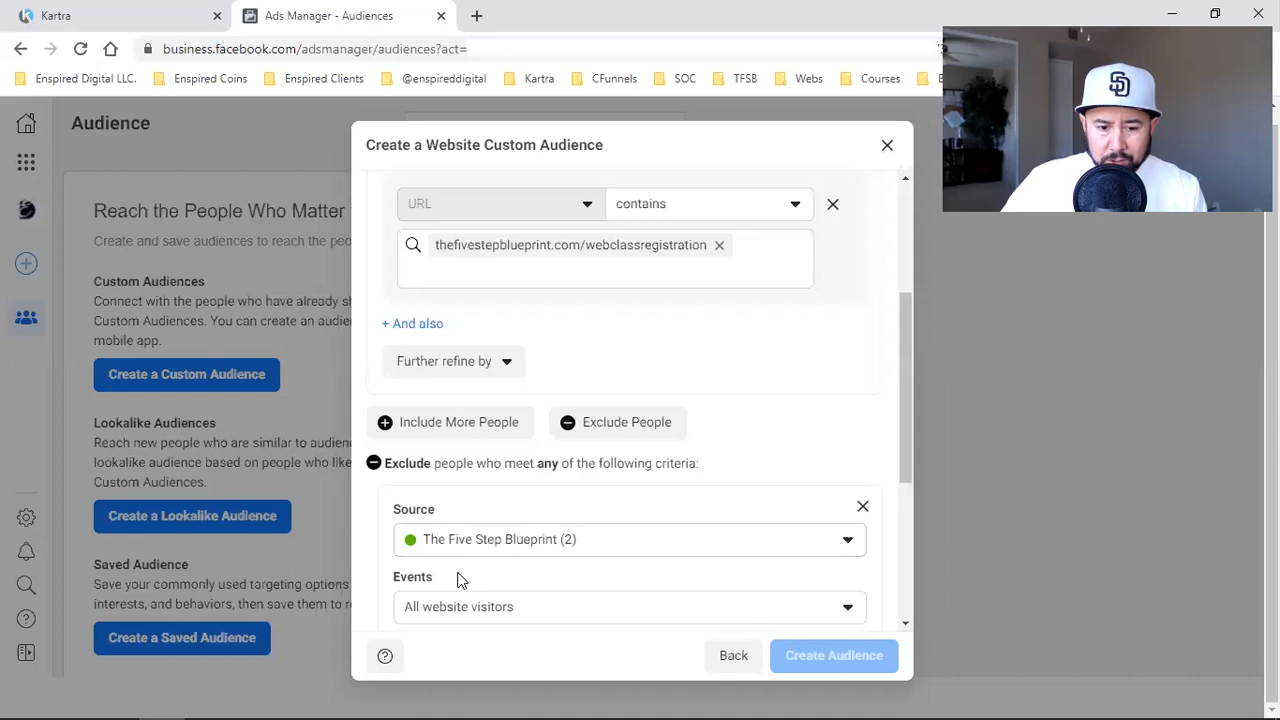 Kartra
Ads Manager - Audiences
business.facebook.com/adsmanager/audiences?act=
Enspired Digital LLC.
Enspired Coins
Enspired Clients
@enspireddigital
Kartra
CFunnels
SOC
TFSB
Webs
Courses
SD
Audience
Reach the People Who Matter
Create and save audiences to reach the peo
Custom Audiences
Connect with the people who have already sh
Custom Audiences. You can create an audien
mobile app.
Create a Custom Audience
Lookalike Audiences
Reach new people who are similar to audien
lookalike audience based on people who like
Custom Audiences.
Create a Lookalike Audience
Saved Audience
Save your commonly used targeting options
interests, and behaviors, then save them to r
Create a Saved Audience
Create a Website Custom Audience
URL
contains
thefivestepblueprint.com/webclassregistration
+ And also
Further refine by
Include More People
Exclude People
Exclude people who meet any of the following criteria:
Source
The Five Step Blueprint (2)
Events
All website visitors
Back
Create Audience